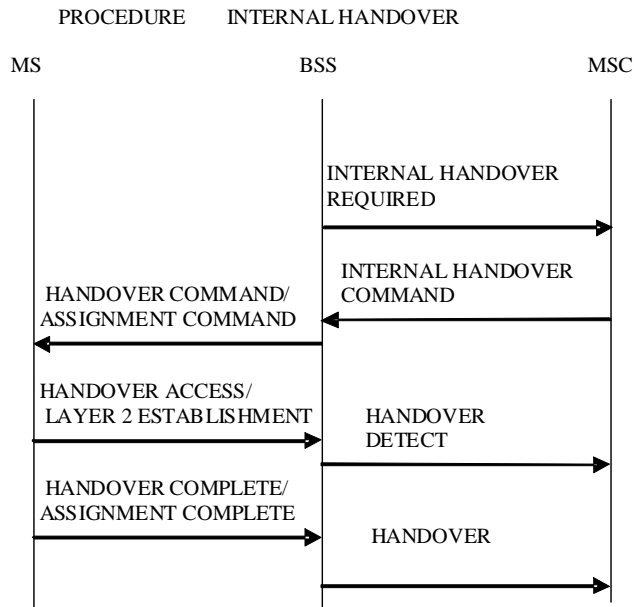 PROCEDURE INTERNAL HANDOVER
MS BSS MSC
INTERNAL HANDOVER
REQUIRED
INTERNAL HANDOVER
COMMAND
HANDOVER COMMAND/
ASSIGNMENT COMMAND
HANDOVER ACCESS/
LAYER 2 ESTABLISHMENT
HANDOVER
DETECT
HANDOVER COMPLETE/
ASSIGNMENT COMPLETE
HANDOVER